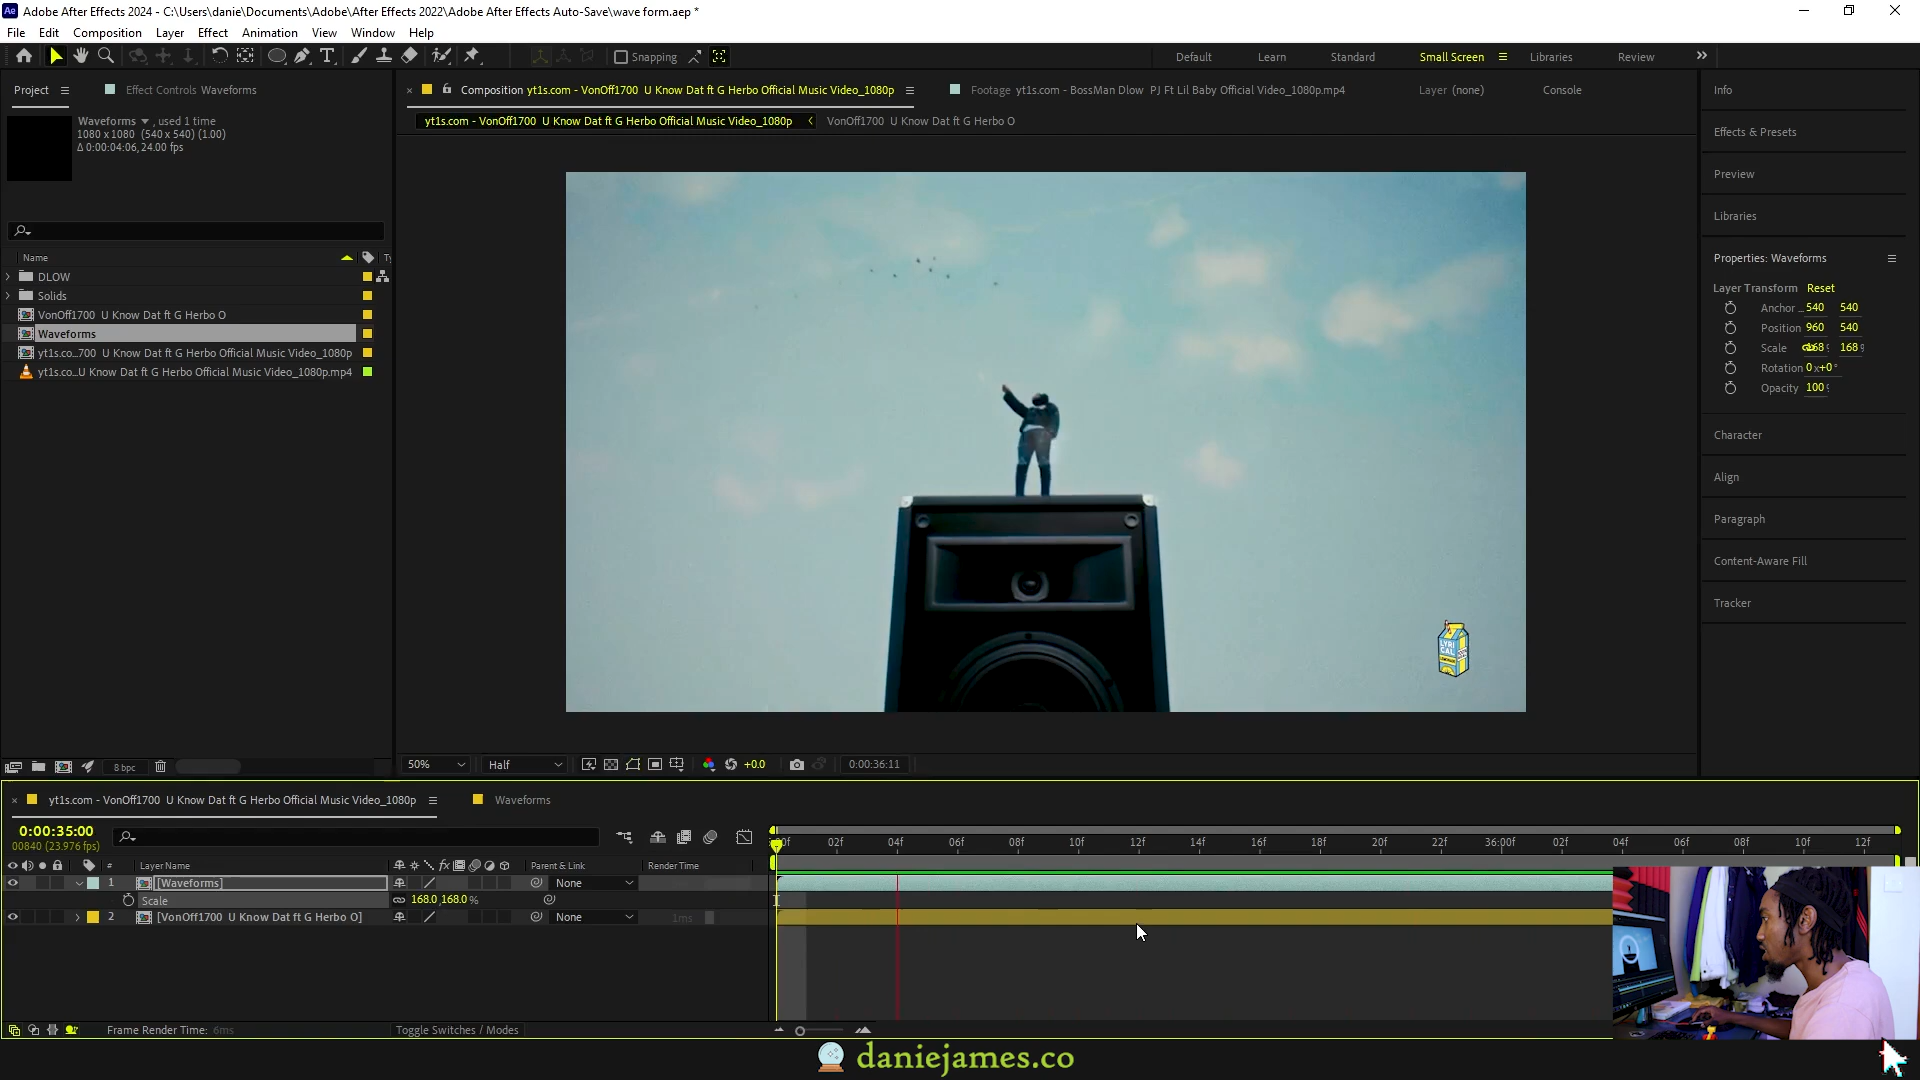 Ae Adobe After Effects 2024 - C:\Users\danie\Documents\Adobe\After Effects 2022\Adobe After Effects Auto-Save\wave form.aep *
File Edit Composition Layer Effect Animation View Window Help
Snapping Default Learn Standard Small Screen Libraries Review
Project Effect Controls Waveforms
Composition yt1s.com - VonOff1700 U Know Dat ft G Herbo Official Music Video_1080p
Footage yt1s.com - BossMan Dlow PJ Ft Lil Baby Official Video_1080p.mp4
Layer (none)
Console
yt1s.com - VonOff1700 U Know Dat ft G Herbo Official Music Video_1080p
VonOff1700 U Know Dat ft G Herbo O
Waveforms , used 1 time
1080 x 1080 (540 x 540) (1.00)
Δ 0:00:04:06, 24.00 fps
Name
DLOW
Solids
VonOff1700 U Know Dat ft G Herbo O
Waveforms
yt1s.co...700 U Know Dat ft G Herbo Official Music Video_1080p
yt1s.co...U Know Dat ft G Herbo Official Music Video_1080p.mp4
8 bpc
LYRI
CAL
LEMONADE
50% Half +0.0 0:00:36:11
Info
Effects & Presets
Preview
Libraries
Properties: Waveforms
Layer Transform Reset
Anchor ... 540 540
Position 960 540
Scale 168 168
Rotation 0 x+0°
Opacity 100
Character
Align
Paragraph
Content-Aware Fill
Tracker
yt1s.com - VonOff1700 U Know Dat ft G Herbo Official Music Video_1080p
Waveforms
0:00:35:00
00840 (23.976 fps)
02f 04f 06f 08f 10f 12f 14f 16f 18f 20f 22f 36:00f 02f 04f 06f 08f 10f 12f
# Layer Name Parent & Link Render Time
1 [Waveforms] None
Scale 168.0,168.0 %
2 [VonOff1700 U Know Dat ft G Herbo O] None 1ms
Frame Render Time: 6ms
Toggle Switches / Modes
daniejames.co